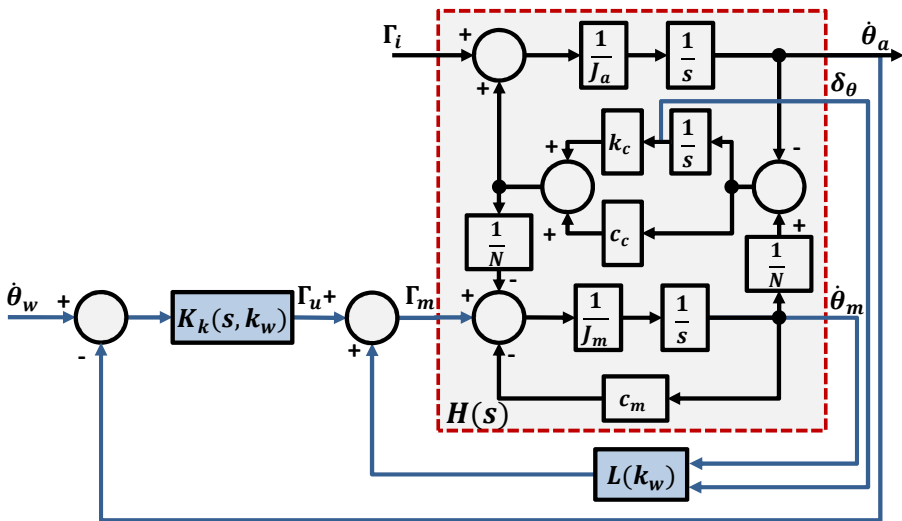 Γ_i
+
+
1/J_a
1/s
θ̇_a
δ_θ
+
k_c
1/s
-
+
c_c
+
1/N
1/N
-
θ̇_w
+
-
K_k(s, k_w)
Γ_u+
+
Γ_m
+
-
1/J_m
1/s
θ̇_m
c_m
H(s)
L(k_w)